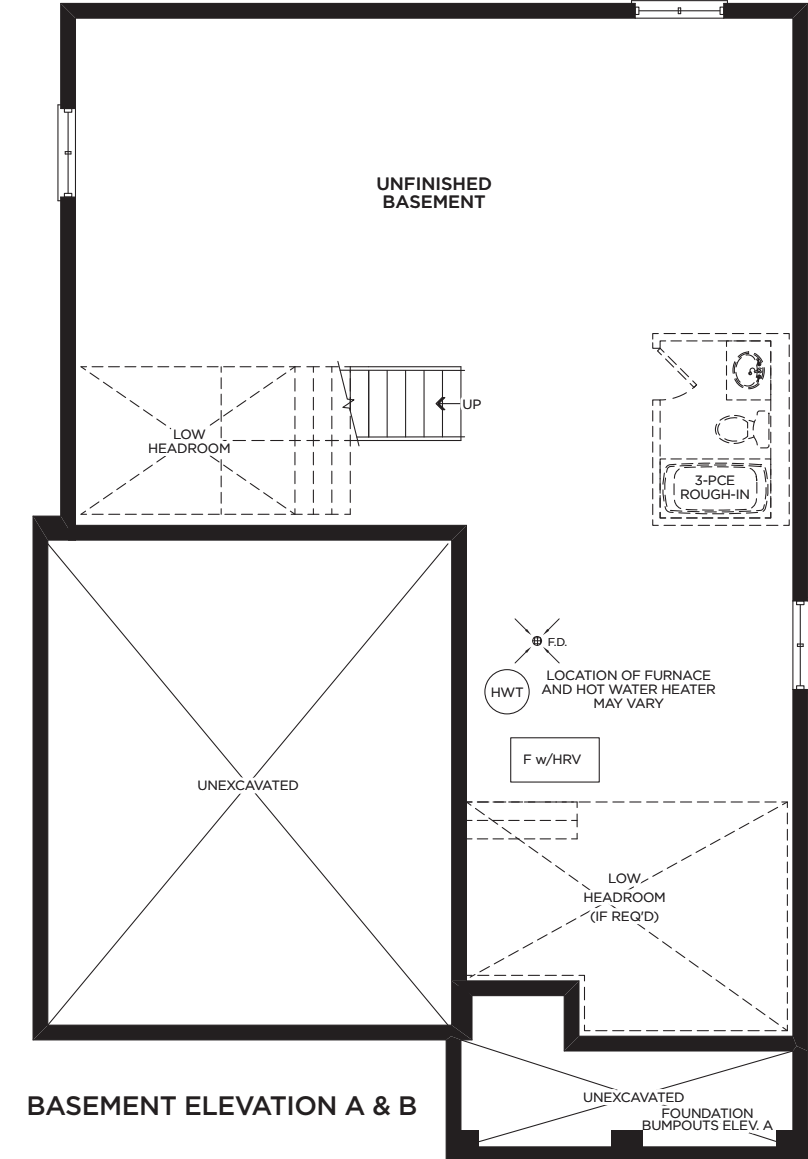 UNFINISHED
BASEMENT
UP
LOW
HEADROOM
3-PCE
ROUGH-IN
F.D.
HWT
LOCATION OF FURNACE
AND HOT WATER HEATER
MAY VARY
F w/HRV
UNEXCAVATED
LOW
HEADROOM
(IF REQ'D)
UNEXCAVATED
FOUNDATION
BUMPOUTS ELEV. A
BASEMENT ELEVATION A & B